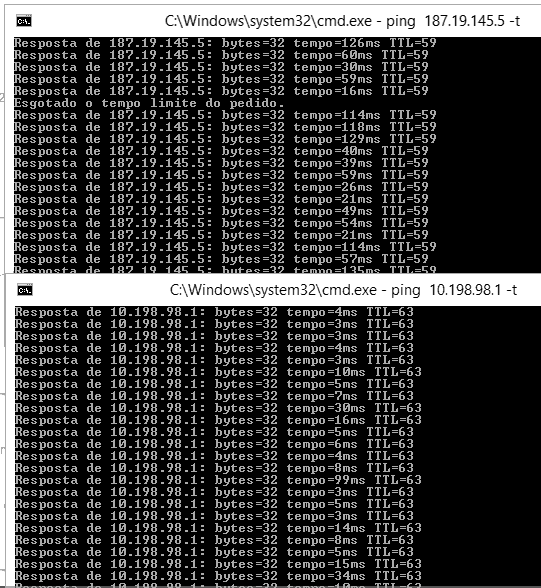 C:\Windows\system32\cmd.exe - ping 187.19.145.5 -t
Resposta de 187.19.145.5: bytes=32 tempo=126ms TTL=59
Resposta de 187.19.145.5: bytes=32 tempo=60ms TTL=59
Resposta de 187.19.145.5: bytes=32 tempo=30ms TTL=59
Resposta de 187.19.145.5: bytes=32 tempo=59ms TTL=59
Resposta de 187.19.145.5: bytes=32 tempo=16ms TTL=59
Esgotado o tempo limite do pedido.
Resposta de 187.19.145.5: bytes=32 tempo=114ms TTL=59
Resposta de 187.19.145.5: bytes=32 tempo=118ms TTL=59
Resposta de 187.19.145.5: bytes=32 tempo=129ms TTL=59
Resposta de 187.19.145.5: bytes=32 tempo=40ms TTL=59
Resposta de 187.19.145.5: bytes=32 tempo=39ms TTL=59
Resposta de 187.19.145.5: bytes=32 tempo=59ms TTL=59
Resposta de 187.19.145.5: bytes=32 tempo=26ms TTL=59
Resposta de 187.19.145.5: bytes=32 tempo=21ms TTL=59
Resposta de 187.19.145.5: bytes=32 tempo=49ms TTL=59
Resposta de 187.19.145.5: bytes=32 tempo=54ms TTL=59
Resposta de 187.19.145.5: bytes=32 tempo=21ms TTL=59
Resposta de 187.19.145.5: bytes=32 tempo=114ms TTL=59
Resposta de 187.19.145.5: bytes=32 tempo=57ms TTL=59
Resposta de 187.19.145.5: bytes=32 tempo=135ms TTL=59
C:\Windows\system32\cmd.exe - ping 10.198.98.1 -t
Resposta de 10.198.98.1: bytes=32 tempo=4ms TTL=63
Resposta de 10.198.98.1: bytes=32 tempo=3ms TTL=63
Resposta de 10.198.98.1: bytes=32 tempo=3ms TTL=63
Resposta de 10.198.98.1: bytes=32 tempo=4ms TTL=63
Resposta de 10.198.98.1: bytes=32 tempo=3ms TTL=63
Resposta de 10.198.98.1: bytes=32 tempo=10ms TTL=63
Resposta de 10.198.98.1: bytes=32 tempo=5ms TTL=63
Resposta de 10.198.98.1: bytes=32 tempo=7ms TTL=63
Resposta de 10.198.98.1: bytes=32 tempo=30ms TTL=63
Resposta de 10.198.98.1: bytes=32 tempo=16ms TTL=63
Resposta de 10.198.98.1: bytes=32 tempo=5ms TTL=63
Resposta de 10.198.98.1: bytes=32 tempo=6ms TTL=63
Resposta de 10.198.98.1: bytes=32 tempo=4ms TTL=63
Resposta de 10.198.98.1: bytes=32 tempo=8ms TTL=63
Resposta de 10.198.98.1: bytes=32 tempo=99ms TTL=63
Resposta de 10.198.98.1: bytes=32 tempo=3ms TTL=63
Resposta de 10.198.98.1: bytes=32 tempo=5ms TTL=63
Resposta de 10.198.98.1: bytes=32 tempo=3ms TTL=63
Resposta de 10.198.98.1: bytes=32 tempo=14ms TTL=63
Resposta de 10.198.98.1: bytes=32 tempo=8ms TTL=63
Resposta de 10.198.98.1: bytes=32 tempo=5ms TTL=63
Resposta de 10.198.98.1: bytes=32 tempo=15ms TTL=63
Resposta de 10.198.98.1: bytes=32 tempo=34ms TTL=63